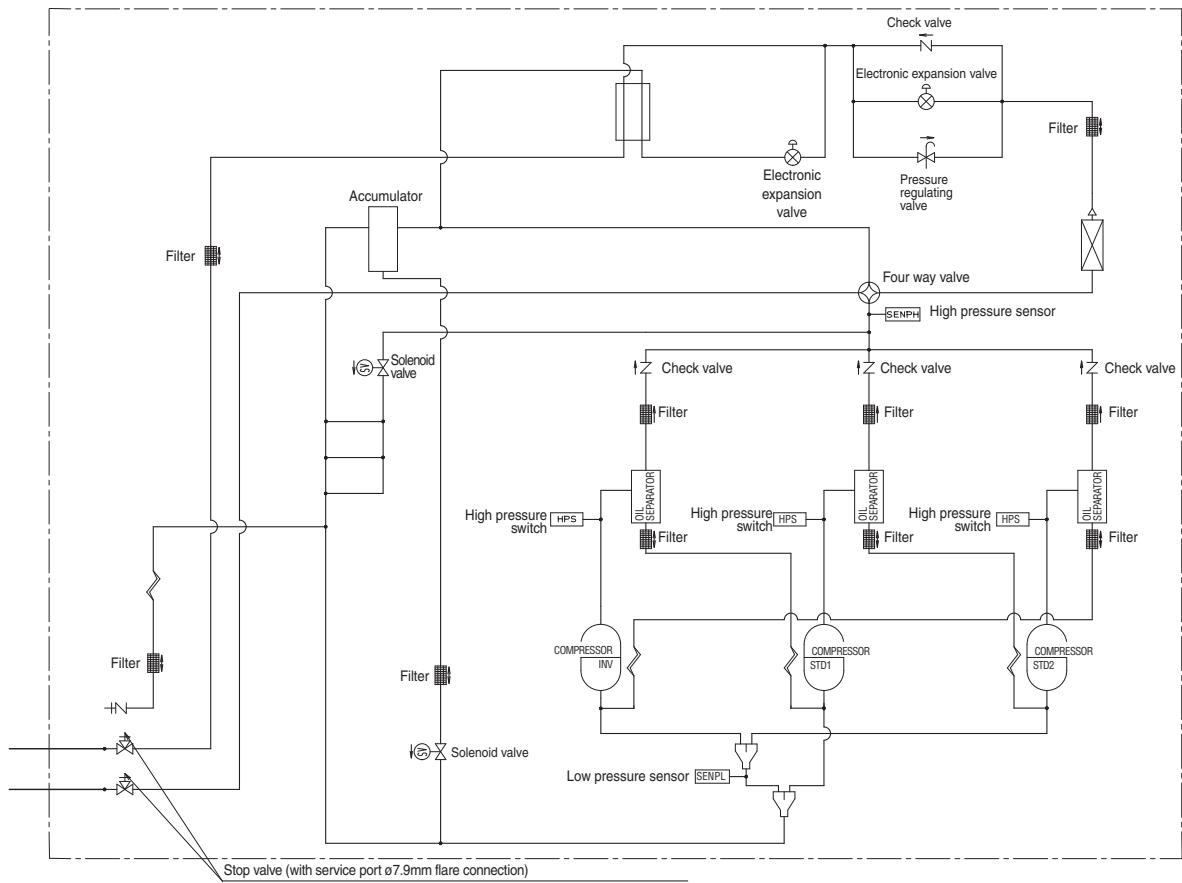 Check valve
Electronic expansion valve
Filter
Pressure
regulating
valve
Electronic
expansion
valve
Accumulator
Filter
Four way valve
SENPH
High pressure sensor
SV
Solenoid
valve
Check valve
Check valve
Check valve
Filter
Filter
Filter
OIL
SEPARATOR
OIL
SEPARATOR
OIL
SEPARATOR
High pressure
switch
HPS
High pressure
switch
HPS
High pressure
switch
HPS
Filter
Filter
Filter
COMPRESSOR
INV
COMPRESSOR
STD1
COMPRESSOR
STD2
Filter
Filter
SV
Solenoid valve
Low pressure sensor
SENPL
Stop valve (with service port ø7.9mm flare connection)